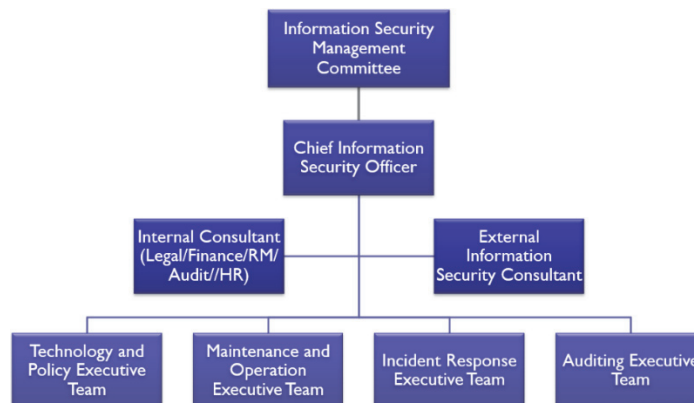 Information Security
Management
Committee
Chief Information
Security Officer
Internal Consultant
(Legal/Finance/RM/
Audit//HR)
External
Information
Security Consultant
Technology and
Policy Executive
Team
Maintenance and
Operation
Executive Team
Incident Response
Executive Team
Auditing Executive
Team